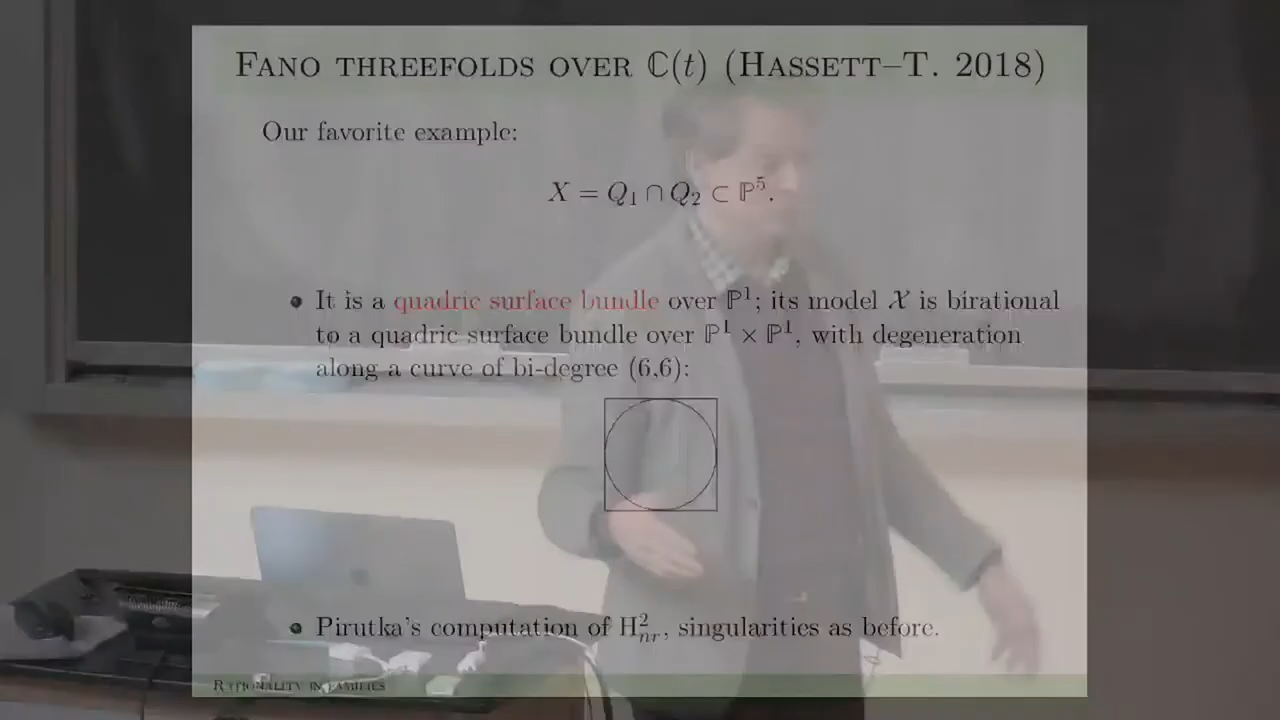 FANO THREEFOLDS OVER ℂ(t) (HASSETT–T. 2018)
Our favorite example:
X = Q₁ ∩ Q₂ ⊂ ℙ⁵.
• It is a quadric surface bundle over ℙ¹; its model 𝒳 is birational
to a quadric surface bundle over ℙ¹ × ℙ¹, with degeneration
along a curve of bi-degree (6,6):
• Pirutka's computation of H²ₙᵣ, singularities as before.
RATIONALITY IN FAMILIES